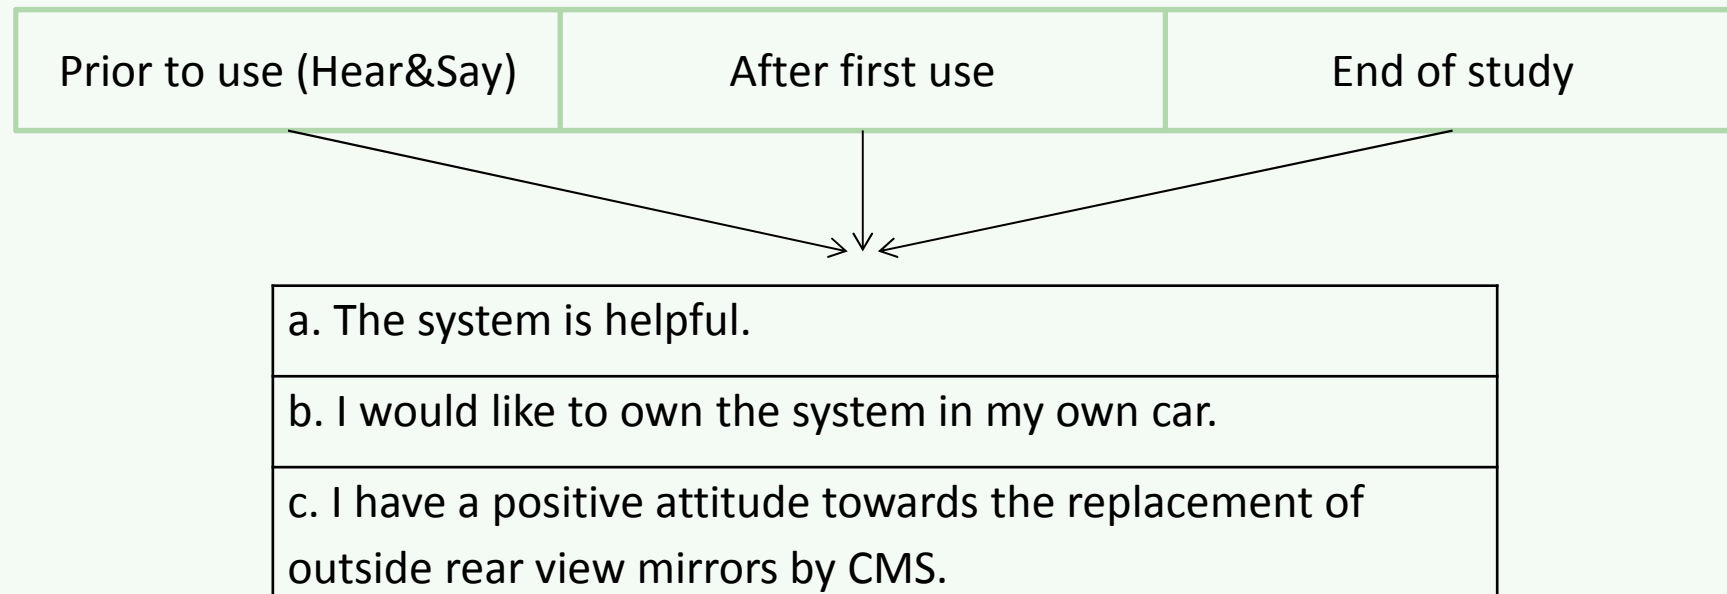 Prior to use (Hear&Say)
After first use
End of study
a. The system is helpful.
b. I would like to own the system in my own car.
c. I have a positive attitude towards the replacement of
outside rear view mirrors by CMS.